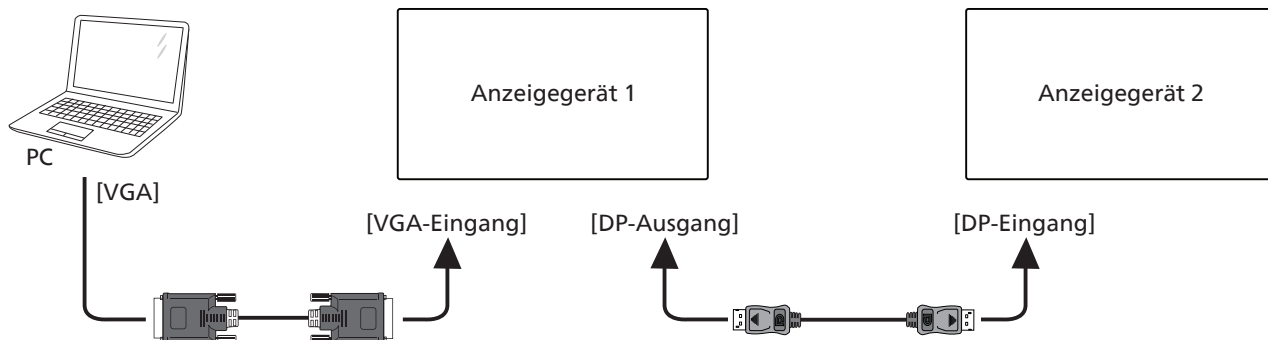 Anzeigegerät 1
Anzeigegerät 2
PC
[VGA]
[VGA-Eingang]
[DP-Ausgang]
[DP-Eingang]